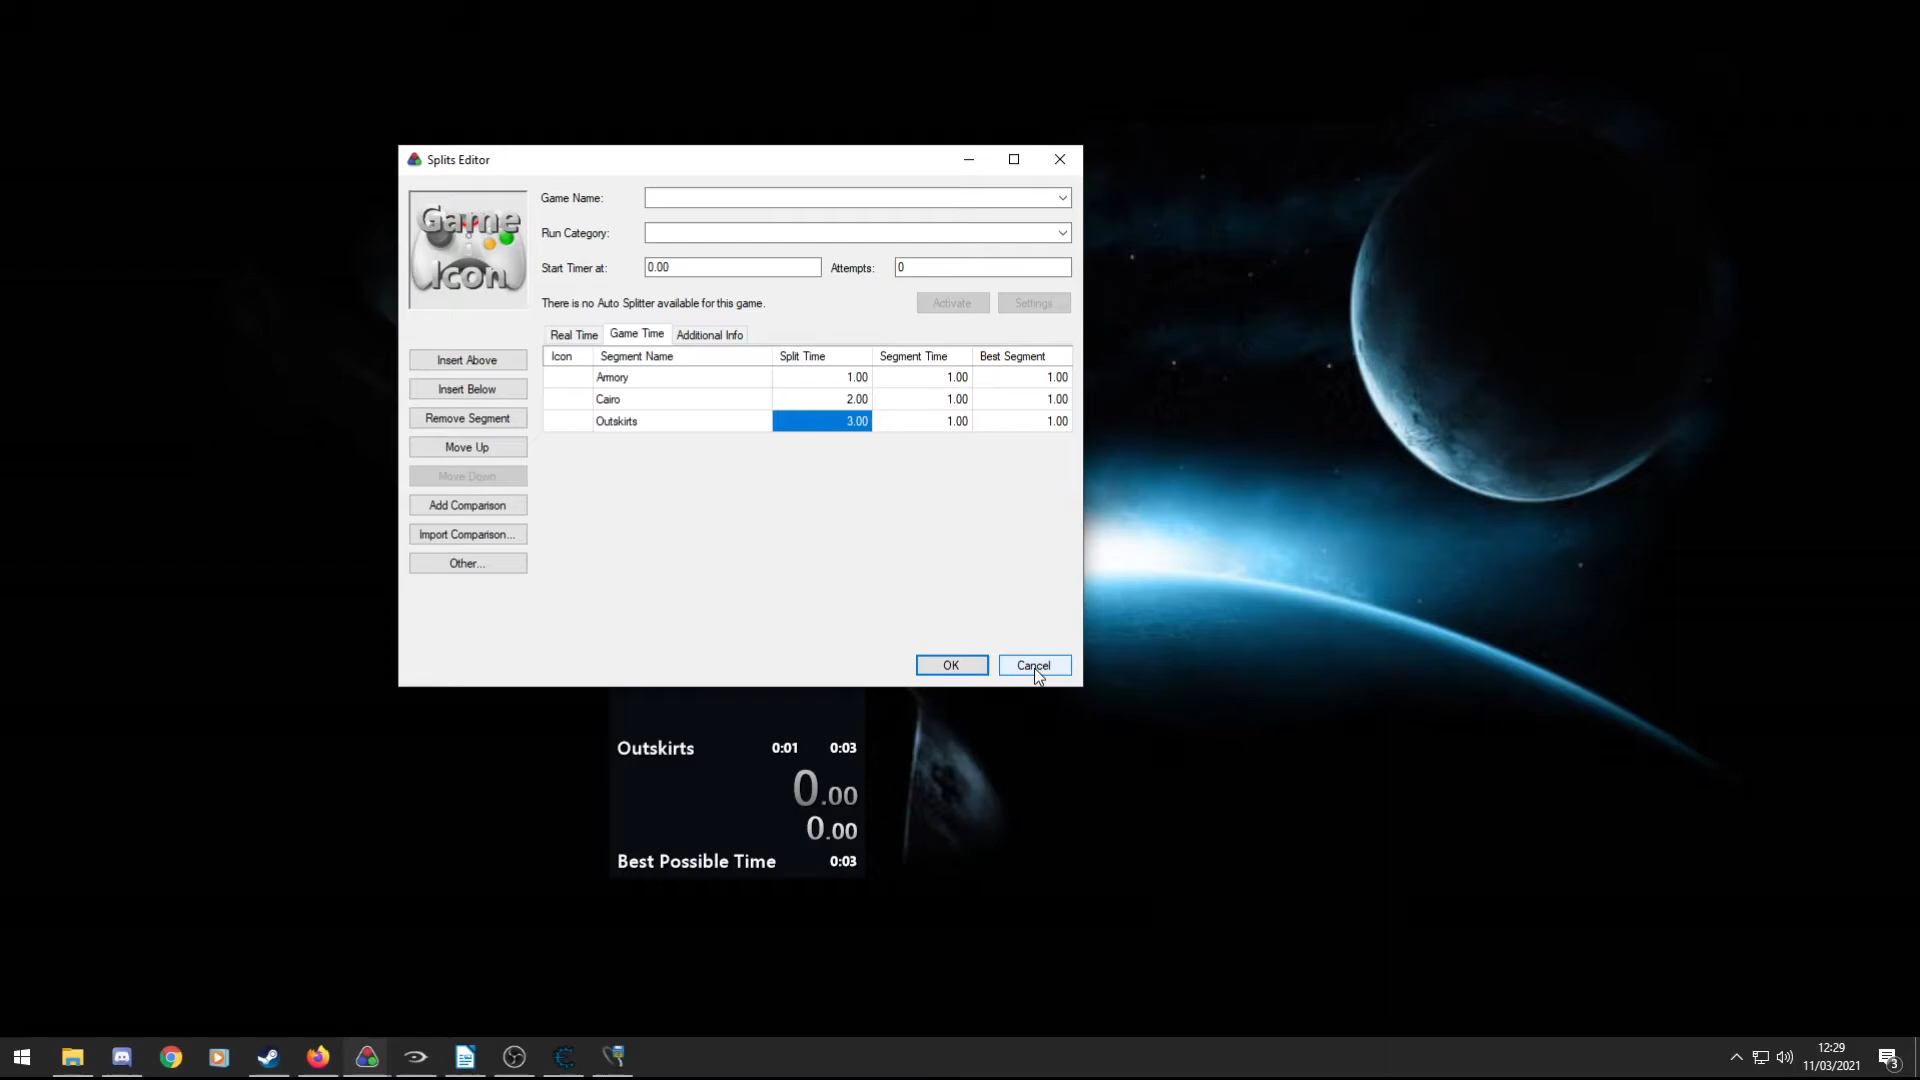 Splits Editor
Game Icon
Game Name:
Run Category:
Start Timer at: 0.00 Attempts: 0
There is no Auto Splitter available for this game. Activate Settings
Real Time Game Time Additional Info
Icon Segment Name Split Time Segment Time Best Segment
Armory 1.00 1.00 1.00
Cairo 2.00 1.00 1.00
Outskirts 3.00 1.00 1.00
Insert Above
Insert Below
Remove Segment
Move Up
Move Down
Add Comparison
Import Comparison...
Other...
OK Cancel
Outskirts 0:01 0:03
0.00
0.00
Best Possible Time 0:03
12:29
11/03/2021
3